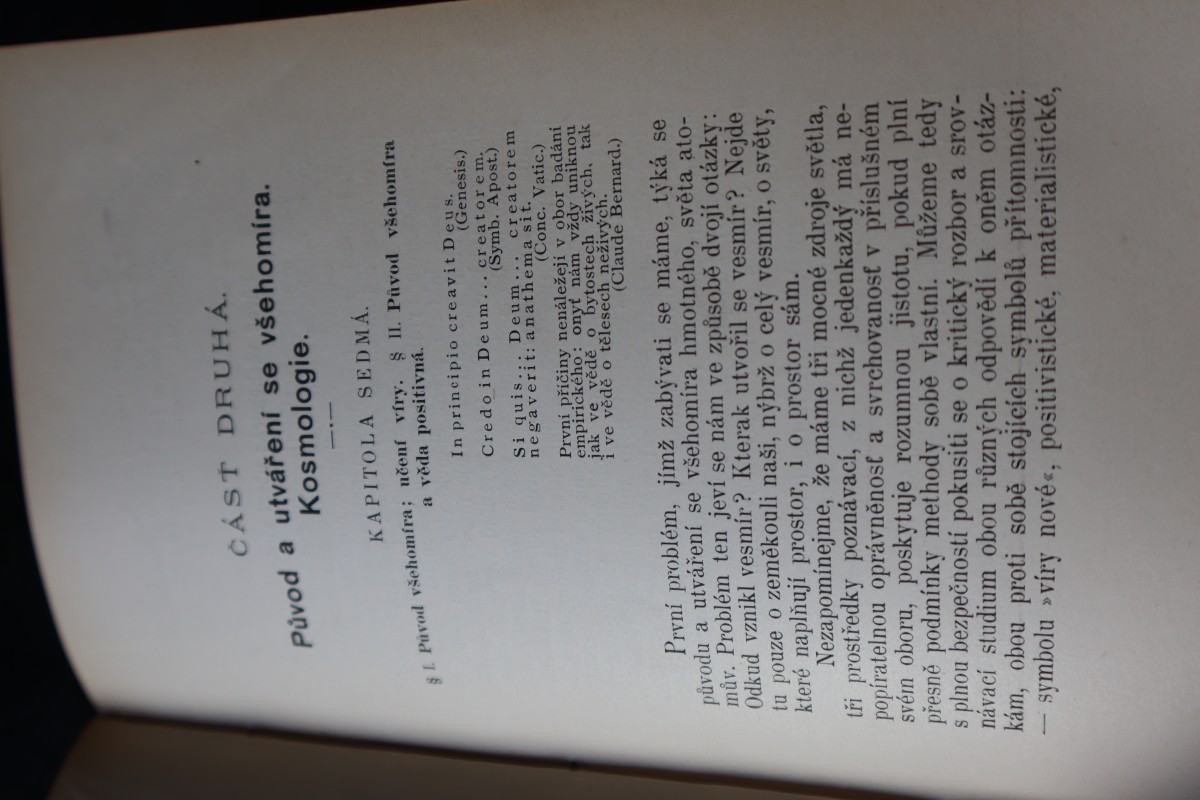 ČÁSŤ DRUHÁ.
Původ a utváření se všehomíra.
Kosmologie.
KAPITOLA SEDMÁ.
§ I. Původ všehomíra; učení víry. § II. Původ všehomíra
a věda positivná.
In principio creavit Deus.
(Genesis.)
Credo in Deum... creatorem.
(Symb. Apost.)
Si quis... Deum... creatorem
negaverit: anathema sit.
(Conc. Vatic.)
První příčiny nenáležejí v obor badání
empirického: onyť nám vždy uniknou
jak ve vědě o bytostech živých, tak
i ve vědě o tělesech neživých.
(Claude Bernard.)
První problém, jímž zabývati se máme, týká se
původu a utváření se všehomíra hmotného, světa ato-
mův. Problém ten jeví se nám ve způsobě dvojí otázky:
Odkud vznikl vesmír? Kterak utvořil se vesmír? Nejde
tu pouze o zeměkouli naši, nýbrž o celý vesmír, o světy,
které naplňují prostor, i o prostor sám.
Nezapomínejme, že máme tři mocné zdroje světla,
tři prostředky poznávací, z nichž jedenkaždý má ne-
popíratelnou oprávněnosť a svrchovanosť v příslušném
svém oboru, poskytuje rozumnou jistotu, pokud plní
přesně podmínky methody sobě vlastní. Můžeme tedy
s plnou bezpečností pokusiti se o kritický rozbor a srov-
návací studium obou různých odpovědí k oněm otáz-
kám, obou proti sobě stojících symbolů přítomnosti:
— symbolu »víry nové«, positivistické, materialistické,